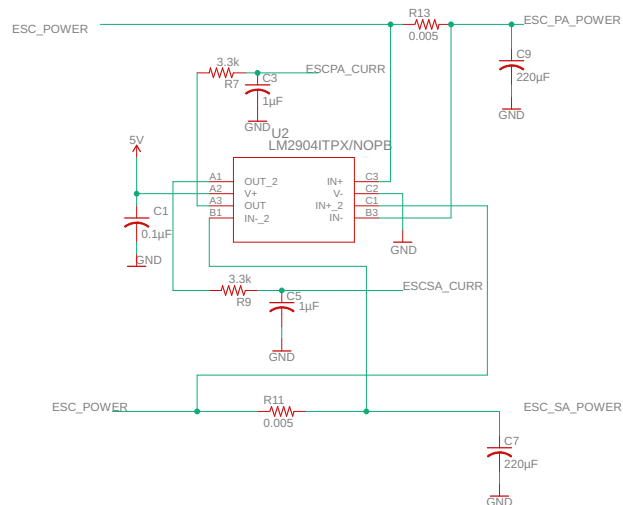 R13
ESC_POWER
ESC_PA_POWER
0.005
C9
220µF
GND
3.3k
ESCPA_CURR
R7
C3
1µF
GND
U2
LM2904ITPX/NOPB
5V
A1
OUT_2
IN+
C3
A2
V+
V-
C2
A3
OUT
IN+_2
C1
B1
IN-_2
IN-
B3
C1
0.1µF
GND
GND
3.3k
R9
ESCSA_CURR
C5
1µF
GND
R11
ESC_POWER
ESC_SA_POWER
0.005
C7
220µF
GND